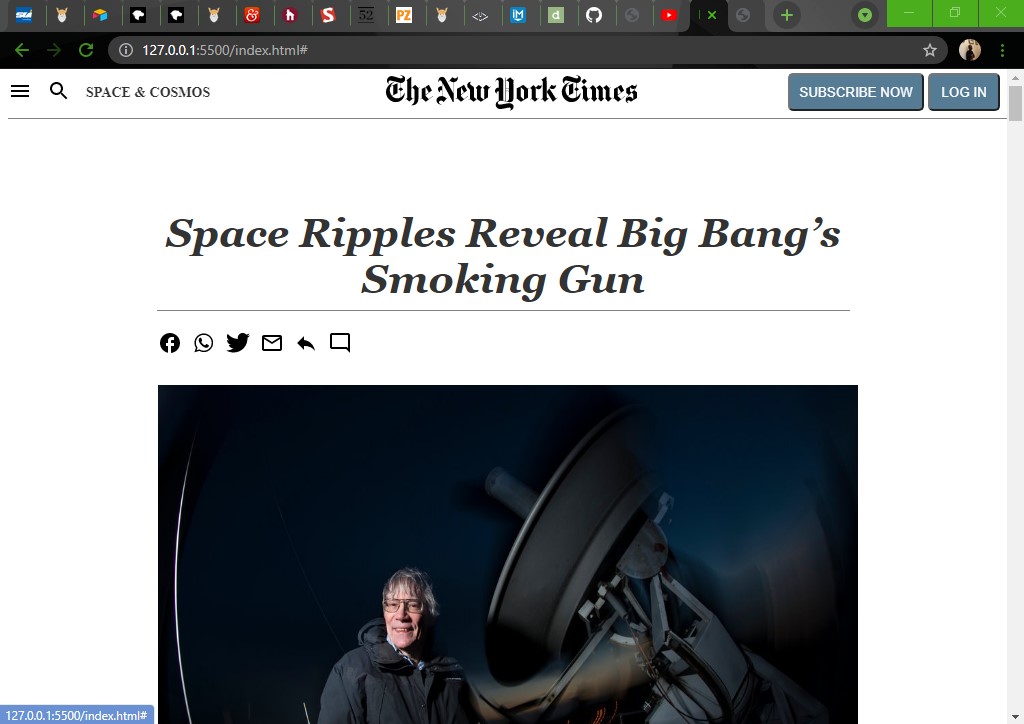 52
PZ
127.0.0.1:5500/index.html#
SPACE & COSMOS
The New York Times
SUBSCRIBE NOW
LOG IN
Space Ripples Reveal Big Bang’s
Smoking Gun
127.0.0.1:5500/index.html#